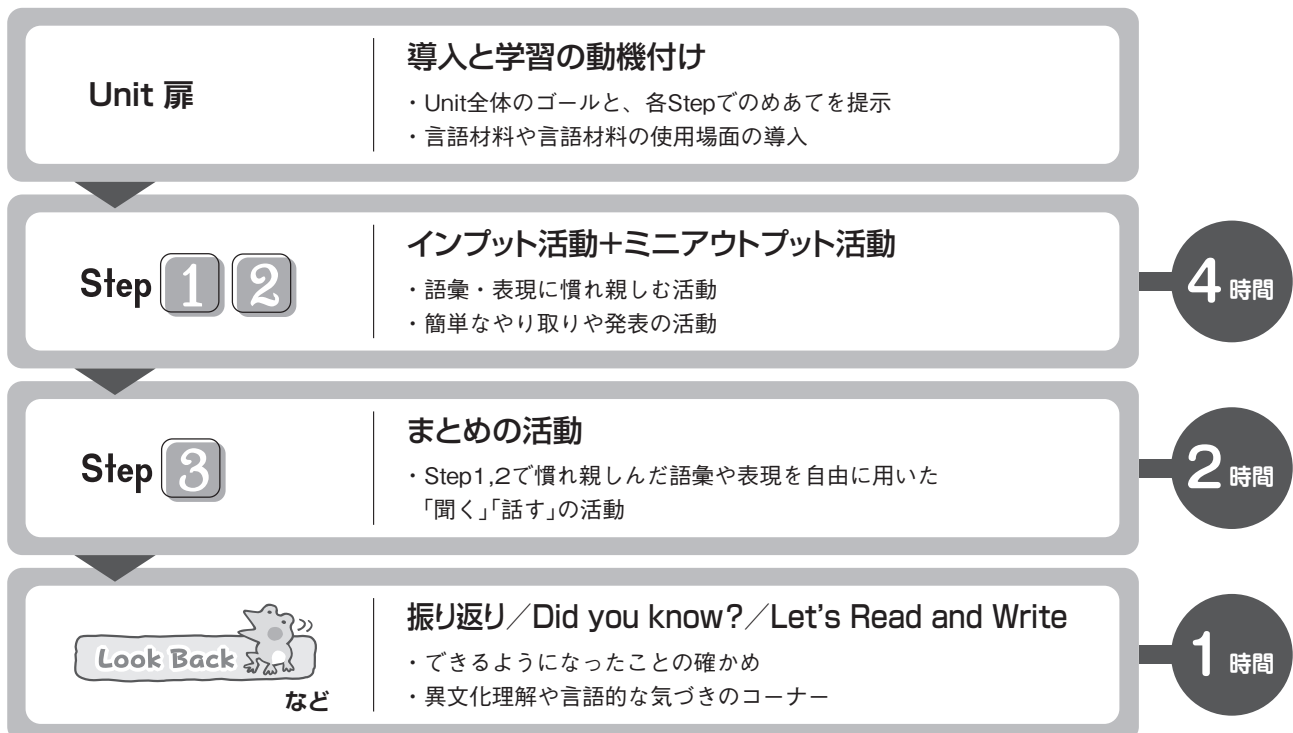 Unit 扉
導入と学習の動機付け
・Unit全体のゴールと、各Stepでのめあてを提示
・言語材料や言語材料の使用場面の導入
Step 1 2
インプット活動＋ミニアウトプット活動
・語彙・表現に慣れ親しむ活動
・簡単なやり取りや発表の活動
4時間
Step 3
まとめの活動
・Step1,2で慣れ親しんだ語彙や表現を自由に用いた
「聞く」「話す」の活動
2時間
Look Back
など
振り返り／Did you know?／Let's Read and Write
・できるようになったことの確かめ
・異文化理解や言語的な気づきのコーナー
1時間